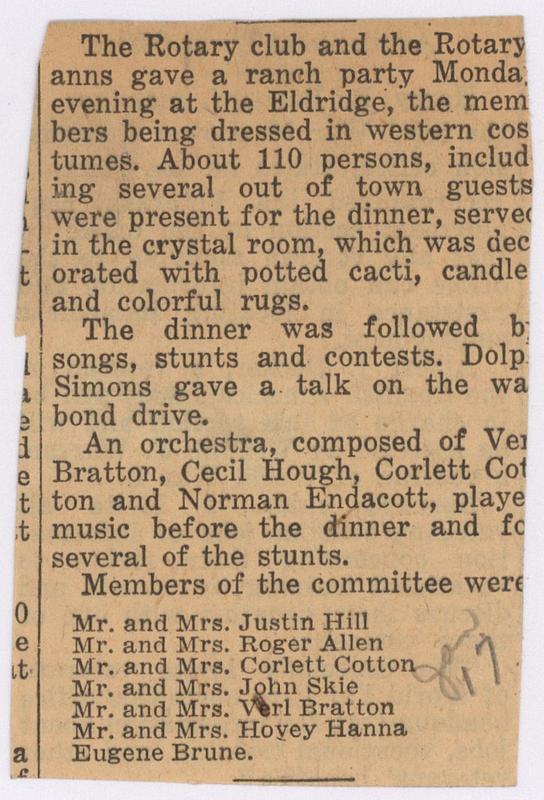 The Rotary club and the Rotary
anns gave a ranch party Monda
evening at the Eldridge, the mem
bers being dressed in western cos
tumes. About 110 persons, includ
ing several out of town guests
were present for the dinner, served
in the crystal room, which was dec
orated with potted cacti, candle
and colorful rugs.
The dinner was followed b
songs, stunts and contests. Dolp
Simons gave a talk on the wa
bond drive.
An orchestra, composed of Ver
Bratton, Cecil Hough, Corlett Cot
ton and Norman Endacott, playe
music before the dinner and fo
several of the stunts.
Members of the committee were
Mr. and Mrs. Justin Hill
Mr. and Mrs. Roger Allen
Mr. and Mrs. Corlett Cotton
Mr. and Mrs. John Skie
Mr. and Mrs. Verl Bratton
Mr. and Mrs. Hovey Hanna
Eugene Brune.